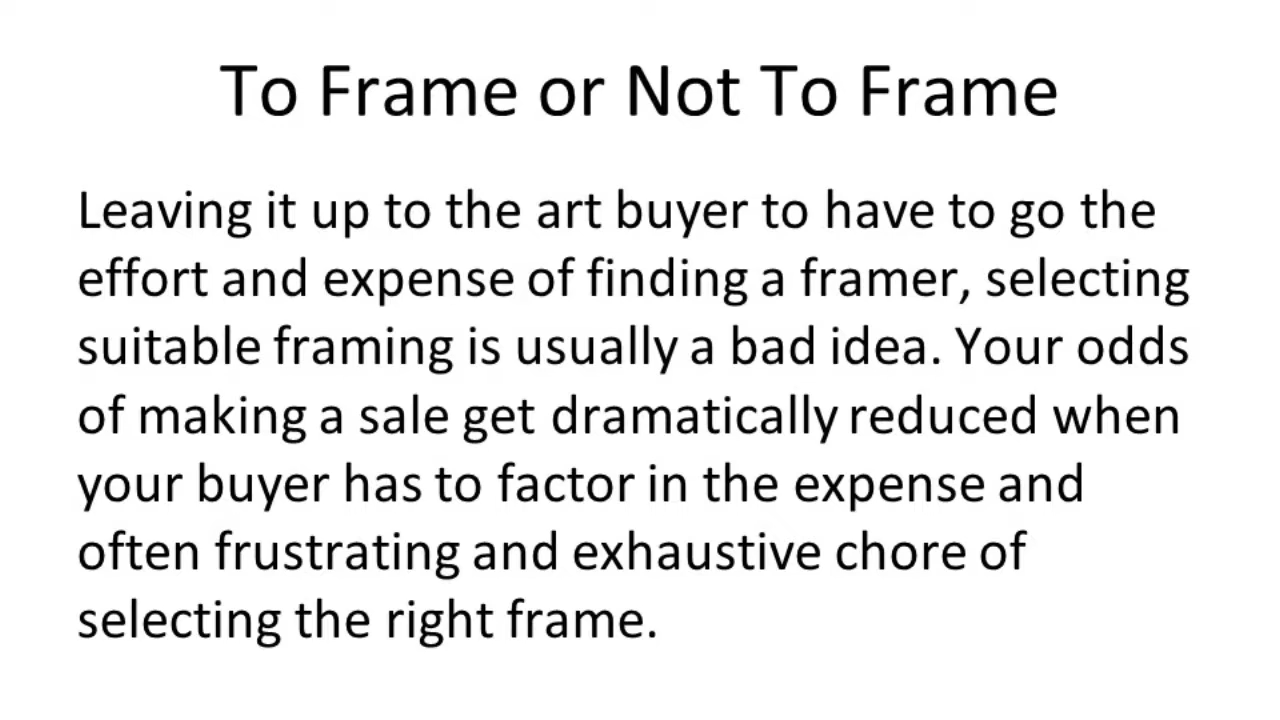 To Frame or Not To Frame
Leaving it up to the art buyer to have to go the
effort and expense of finding a framer, selecting
suitable framing is usually a bad idea. Your odds
of making a sale get dramatically reduced when
your buyer has to factor in the expense and
often frustrating and exhaustive chore of
selecting the right frame.